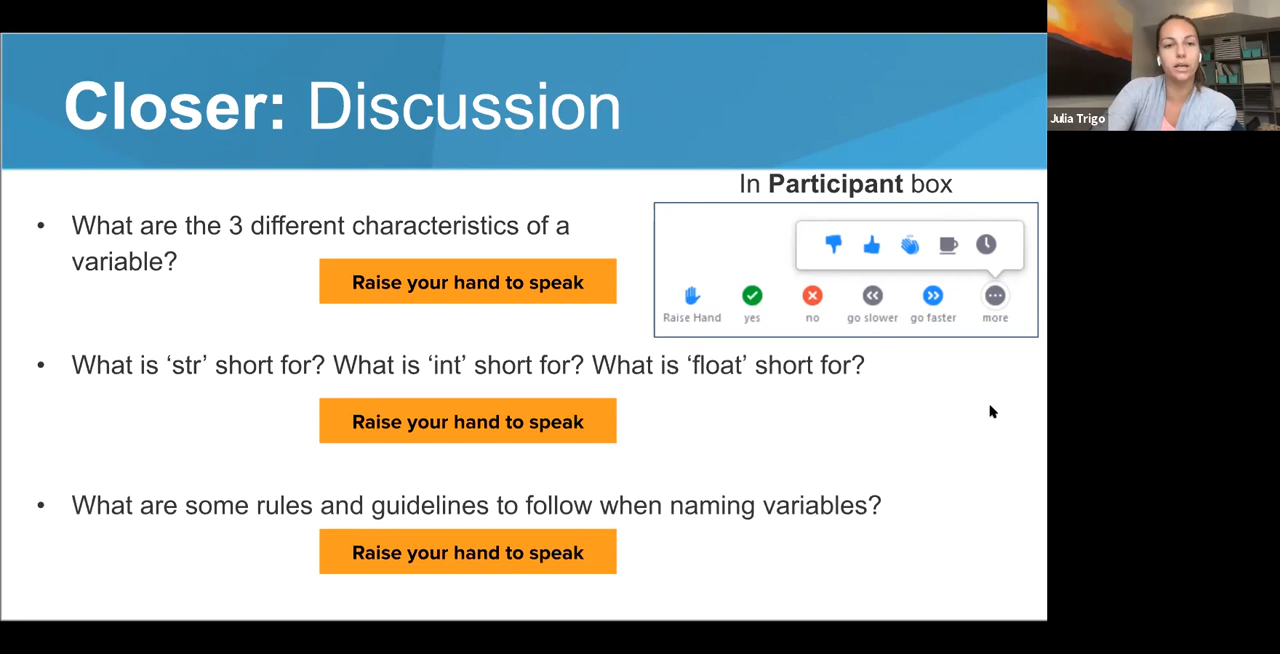 Closer: Discussion
Julia Trigo
In Participant box
• What are the 3 different characteristics of a
variable?
Raise your hand to speak
Raise Hand yes no go slower go faster more
• What is ‘str’ short for? What is ‘int’ short for? What is ‘float’ short for?
Raise your hand to speak
• What are some rules and guidelines to follow when naming variables?
Raise your hand to speak